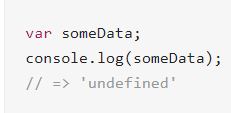 var someData;
console.log(someData);
// => 'undefined'